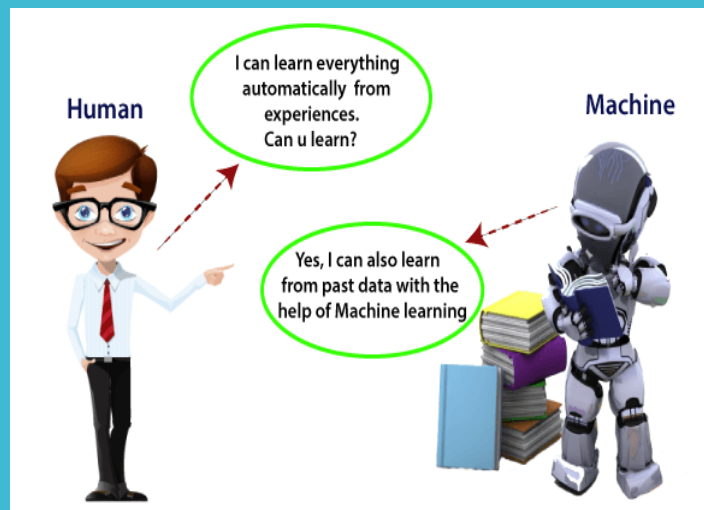 Human
I can learn everything
automatically from
experiences.
Can u learn?
Machine
Yes, I can also learn
from past data with the
help of Machine learning